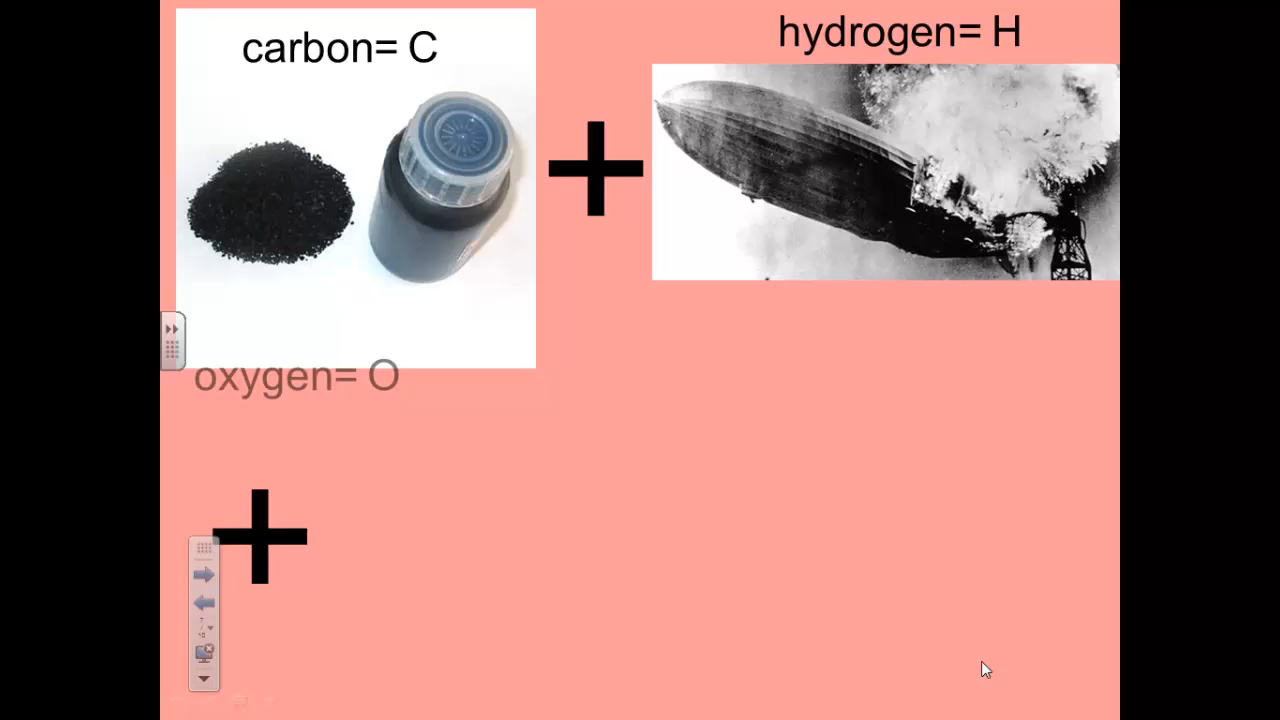 carbon= C
hydrogen= H
oxygen= O